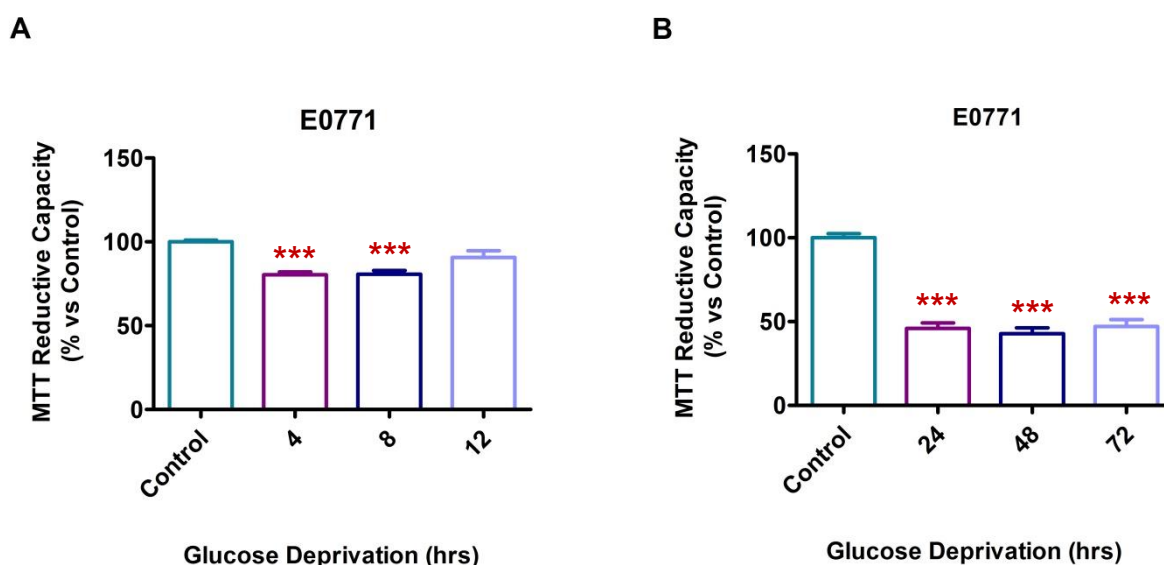 A
E0771
MTT Reductive Capacity
(% vs Control)
150
100
50
0
***
***
Control
4
8
12
Glucose Deprivation (hrs)
B
E0771
MTT Reductive Capacity
(% vs Control)
150
100
50
0
***
***
***
Control
24
48
72
Glucose Deprivation (hrs)